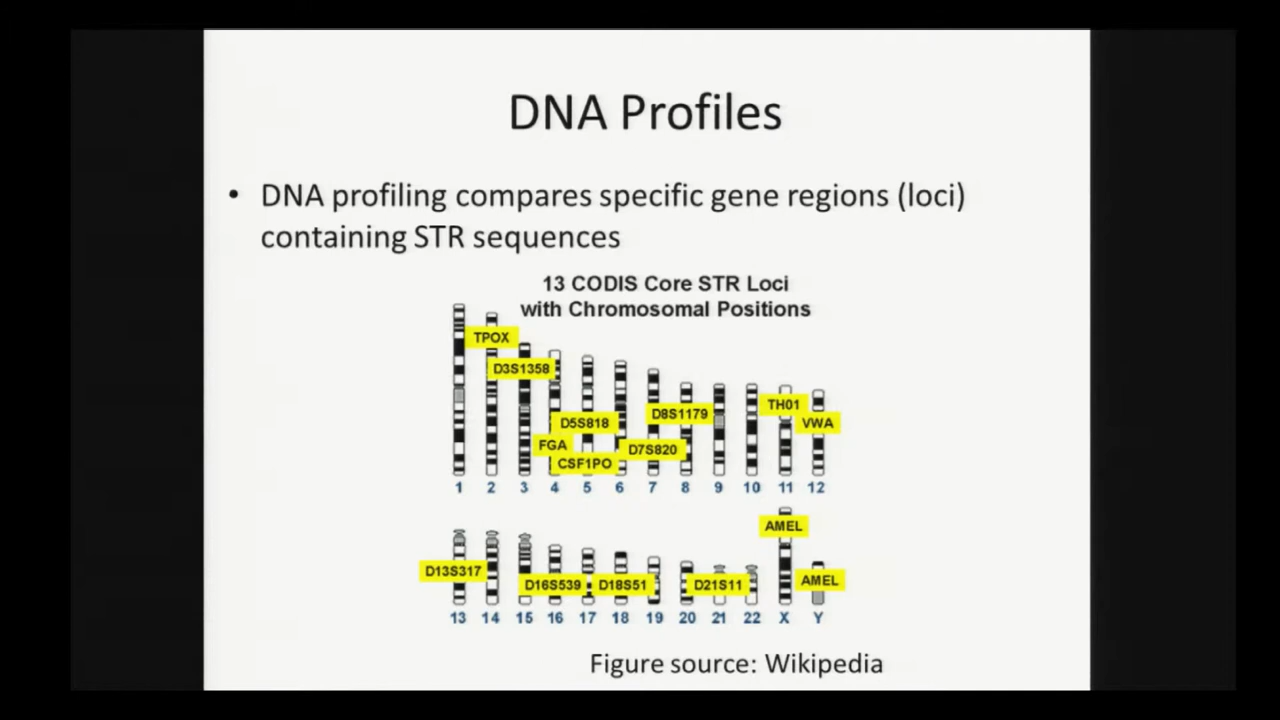 DNA Profiles
• DNA profiling compares specific gene regions (loci)
containing STR sequences
13 CODIS Core STR Loci
with Chromosomal Positions
TPOX
D3S1358
TH01
D8S1179
D5S818
VWA
FGA
D7S820
CSF1PO
1 2 3 4 5 6 7 8 9 10 11 12
AMEL
D13S317
AMEL
D16S539 D18S51 D21S11
13 14 15 16 17 18 19 20 21 22 X Y
Figure source: Wikipedia